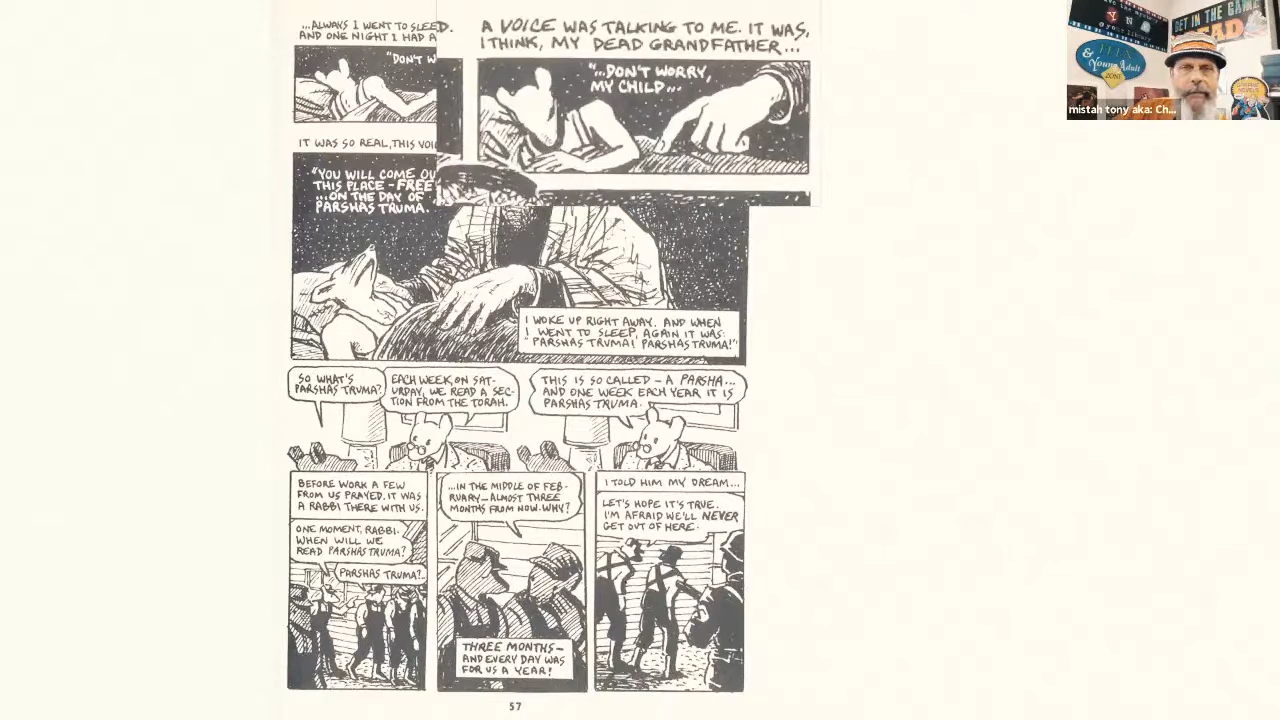 ...ALWAYS I WENT TO SLEED.
AND ONE NIGHT I HAD A
A VOICE WAS TALKING TO ME. IT WAS,
I THINK, MY DEAD GRANDFATHER...
"DON'T W
"...DON'T WORRY,
MY CHILD...
IT WAS SO REAL, THIS VOI
"YOU WILL COME OU
THIS PLACE - FREE
...ON THE DAY OF
PARSHAS TRUMA.
I WOKE UP RIGHT AWAY. AND WHEN
I WENT TO SLEEP, AGAIN IT WAS:
"PARSHAS TRUMA! PARSHAS TRUMA!"
SO WHAT'S
PARSHAS TRUMA?
EACH WEEK, ON SAT-
URDAY, WE READ A SEC-
TION FROM THE TORAH.
THIS IS SO CALLED - A PARSHA...
AND ONE WEEK EACH YEAR IT IS
PARSHAS TRUMA.
BEFORE WORK A FEW
FROM US PRAYED. IT WAS
A RABBI THERE WITH US.
ONE MOMENT, RABBI.
WHEN WILL WE
READ PARSHAS TRUMA?
PARSHAS TRUMA?..
...IN THE MIDDLE OF FEB-
RUARY - ALMOST THREE
MONTHS FROM NOW. WHY?
THREE MONTHS -
AND EVERY DAY WAS
FOR US A YEAR!
I TOLD HIM MY DREAM...
LET'S HOPE IT'S TRUE.
I'M AFRAID WE'LL NEVER
GET OUT OF HERE.
57
GET IN THE GAME
READ
& Young Adult
ZONE
mistah tony aka: Ch...